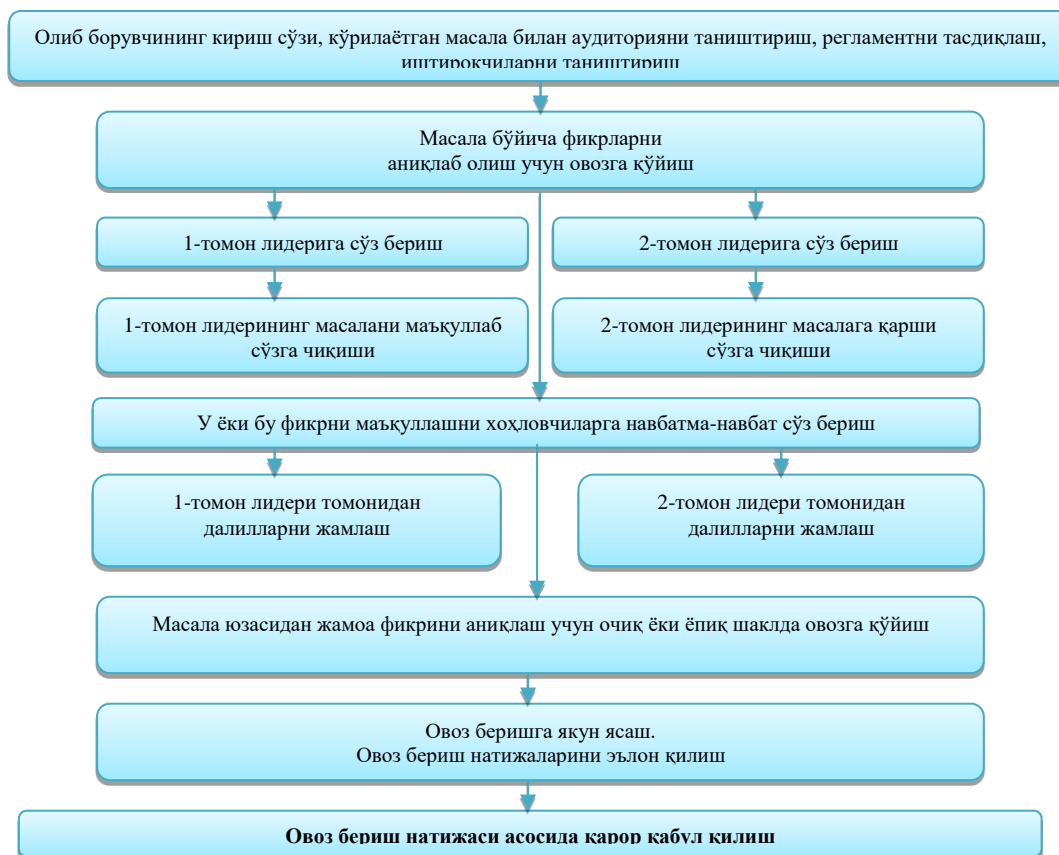 Олиб борувчининг кириш сўзи, кўрилаётган масала билан аудиторияни таништириш, регламентни тасдиқлаш,
иштирокчиларни таништириш
Масала бўйича фикрларни
аниқлаб олиш учун овозга қўйиш
1-томон лидерига сўз бериш
2-томон лидерига сўз бериш
1-томон лидерининг масалани маъқуллаб
сўзга чиқиши
2-томон лидерининг масалага қарши
сўзга чиқиши
У ёки бу фикрни маъқуллашни хоҳловчиларга навбатма-навбат сўз бериш
1-томон лидери томонидан
далилларни жамлаш
2-томон лидери томонидан
далилларни жамлаш
Масала юзасидан жамоа фикрини аниқлаш учун очиқ ёки ёпиқ шаклда овозга қўйиш
Овоз беришга якун ясаш.
Овоз бериш натижаларини эълон қилиш
Овоз бериш натижаси асосида қарор қабул қилиш